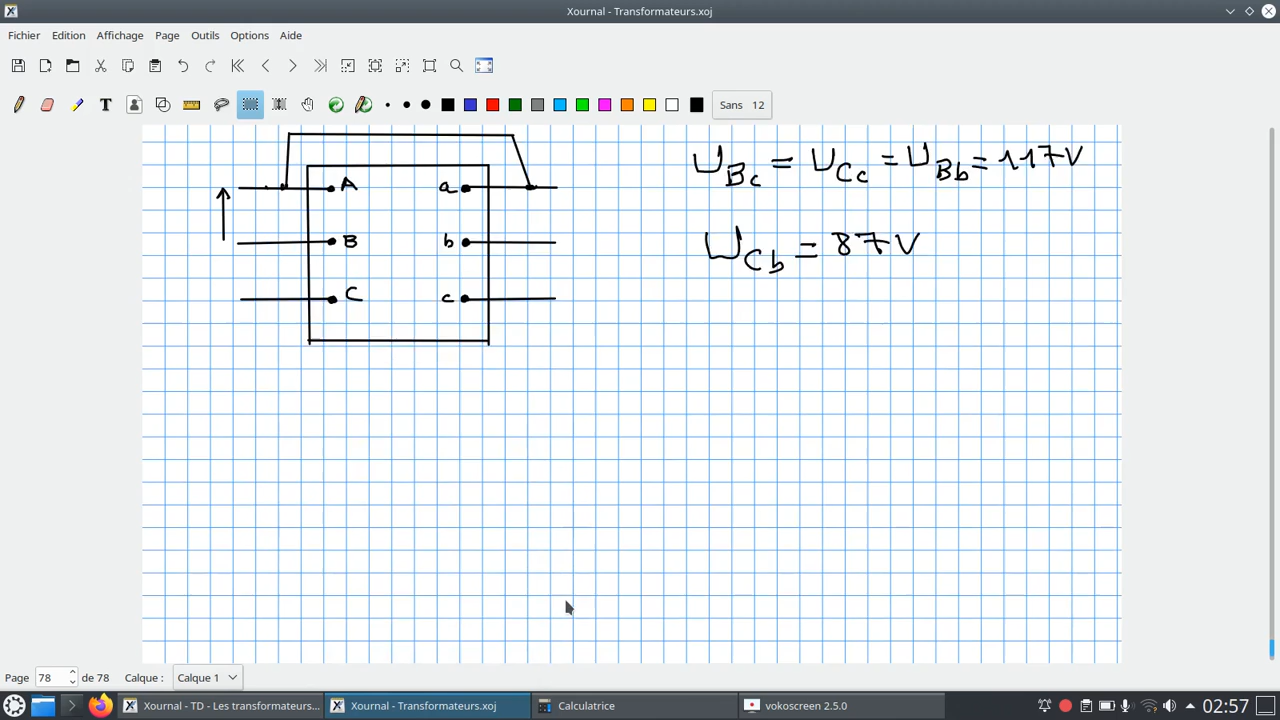 Xournal - Transformateurs.xoj
Fichier Edition Affichage Page Outils Options Aide
Sans 12
A a
B b
C c
U_Bc = U_Cc = U_Bb = 117V
U_Cb = 87V
Page 78 de 78 Calque : Calque 1
Xournal - TD - Les transformateurs... Xournal - Transformateurs.xoj Calculatrice vokoscreen 2.5.0 02:57